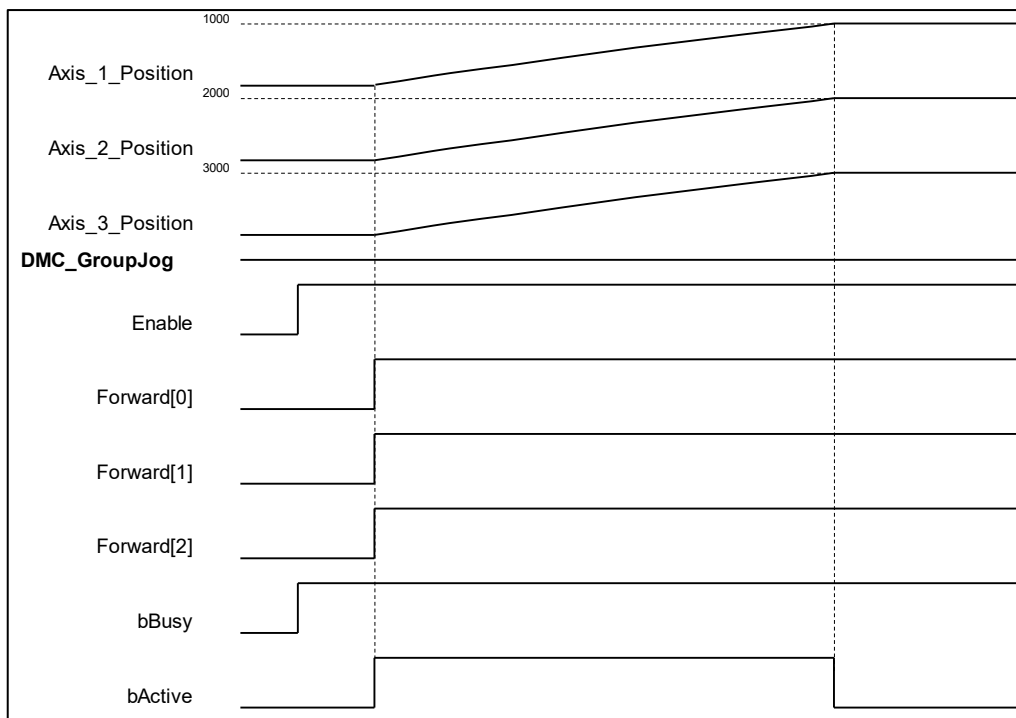 1000
Axis_1_Position
2000
Axis_2_Position
3000
Axis_3_Position
DMC_GroupJog
Enable
Forward[0]
Forward[1]
Forward[2]
bBusy
bActive